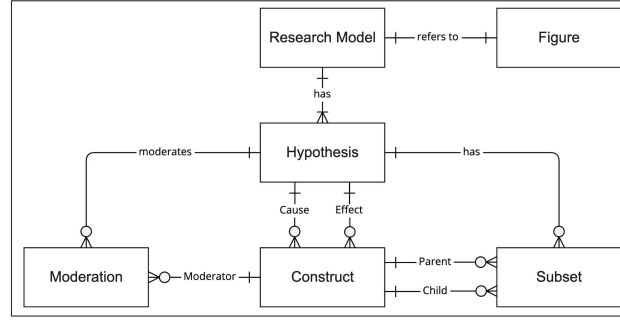 Research Model
refers to
Figure
has
moderates
Hypothesis
has
Cause
Effect
Moderation
Moderator
Construct
Parent
Child
Subset